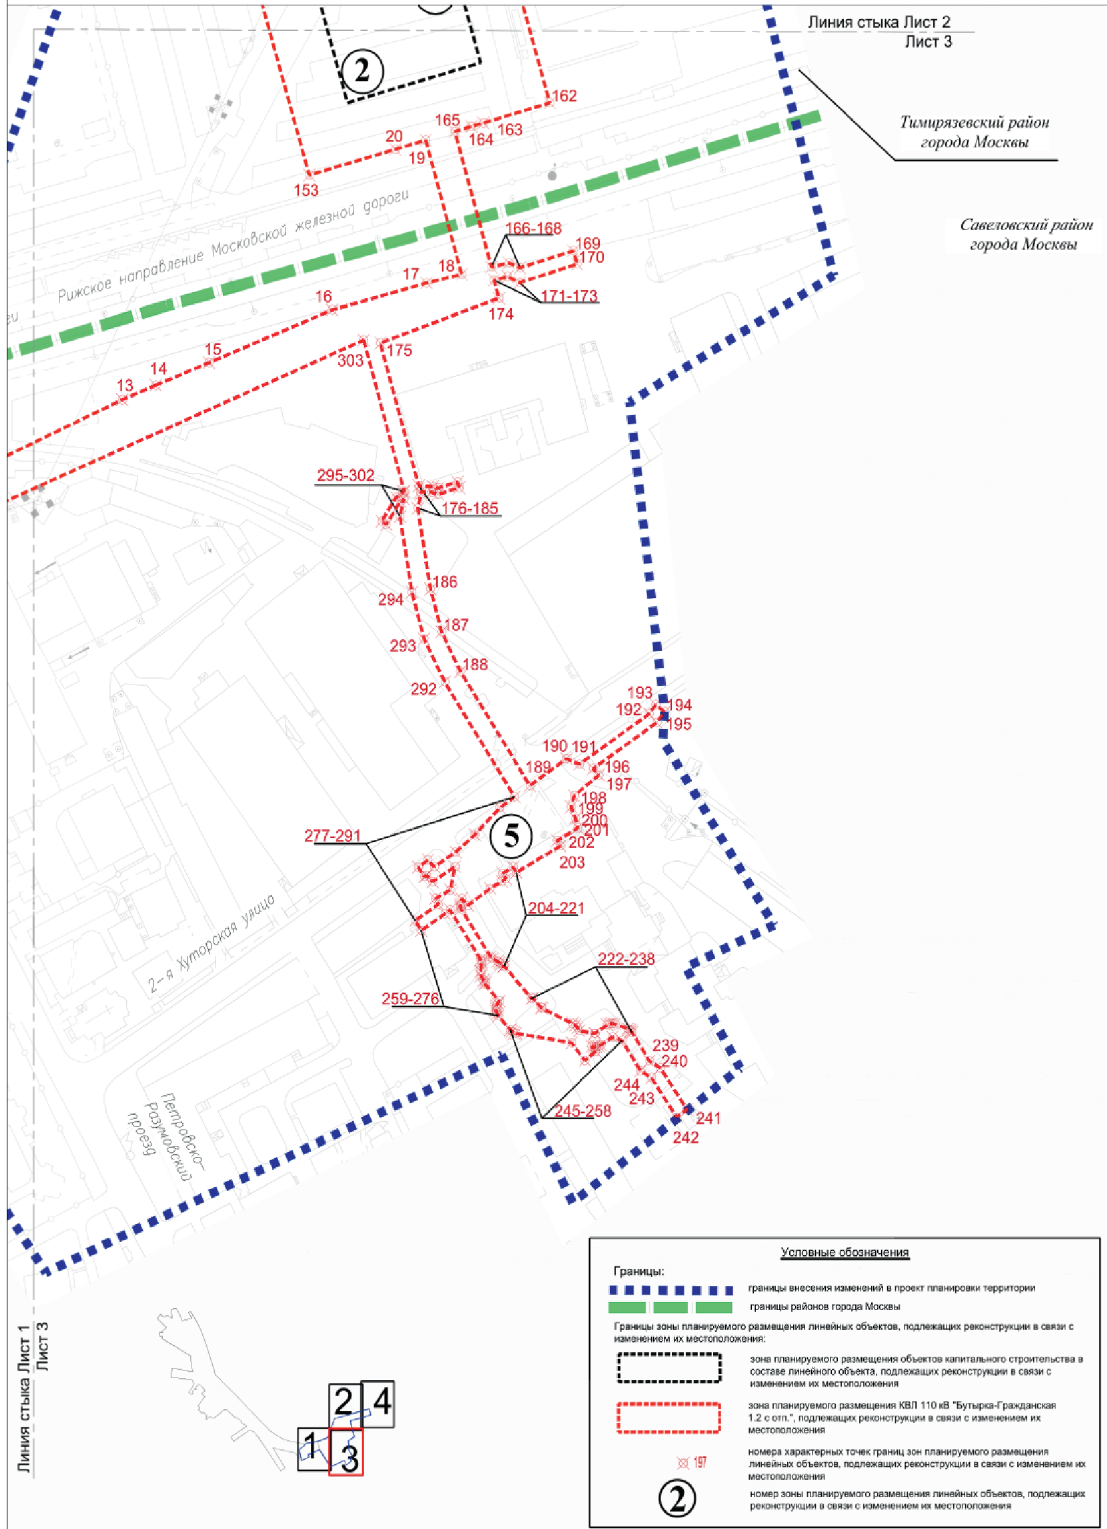 Линия стыка Лист 2
Лист 3
2
162
165
163
164
20
19
153
Тимирязевский район
города Москвы
Рижское направление Московской железной дороги
Савеловский район
города Москвы
166-168
169
170
18
17
171-173
174
16
303
175
15
14
13
295-302
176-185
186
294
187
293
188
292
193
194
192
195
190
191
189
196
197
198
199
200
201
202
203
277-291
5
204-221
2-я Хуторская улица
222-238
259-276
239
240
244
243
245-258
241
242
Петровско-
Разумовский
проезд
Условные обозначения
Границы:
границы внесения изменений в проект планировки территории
границы районов города Москвы
Границы зоны планируемого размещения линейных объектов, подлежащих реконструкции в связи с
изменением их местоположения:
зона планируемого размещения объектов капитального строительства в
составе линейного объекта, подлежащих реконструкции в связи с
изменением их местоположения
зона планируемого размещения КВЛ 110 кВ "Бутырка-Гражданская
1.2 с отп.", подлежащих реконструкции в связи с изменением их
местоположения
197
номера характерных точек границ зон планируемого размещения
линейных объектов, подлежащих реконструкции в связи с изменением их
местоположения
2
номер зоны планируемого размещения линейных объектов, подлежащих
реконструкции в связи с изменением их местоположения
Линия стыка Лист 1
Лист 3
2
4
1
3